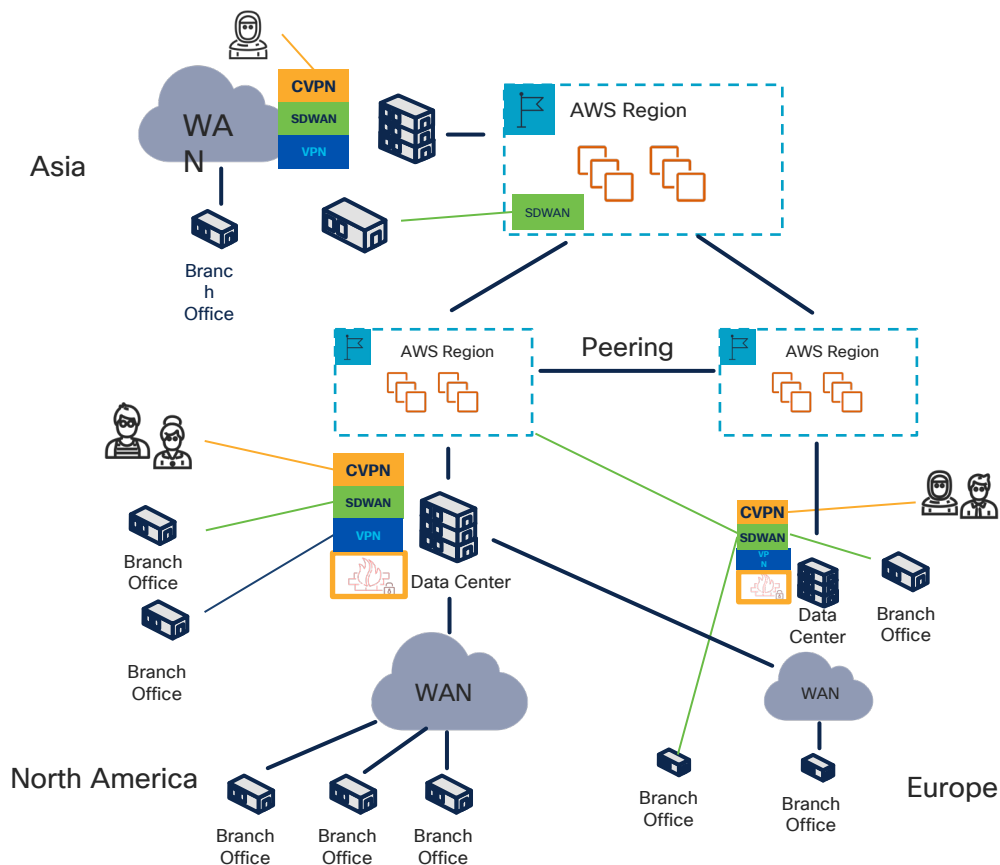 CVPN
SDWAN
VPN
WA
N
Asia
AWS Region
SDWAN
Branc
h
Office
AWS Region
Peering
AWS Region
CVPN
SDWAN
VPN
Branch
Office
Data Center
Branch
Office
CVPN
SDWAN
VP
N
Data
Center
Branch
Office
WAN
WAN
North America
Europe
Branch
Office
Branch
Office
Branch
Office
Branch
Office
Branch
Office